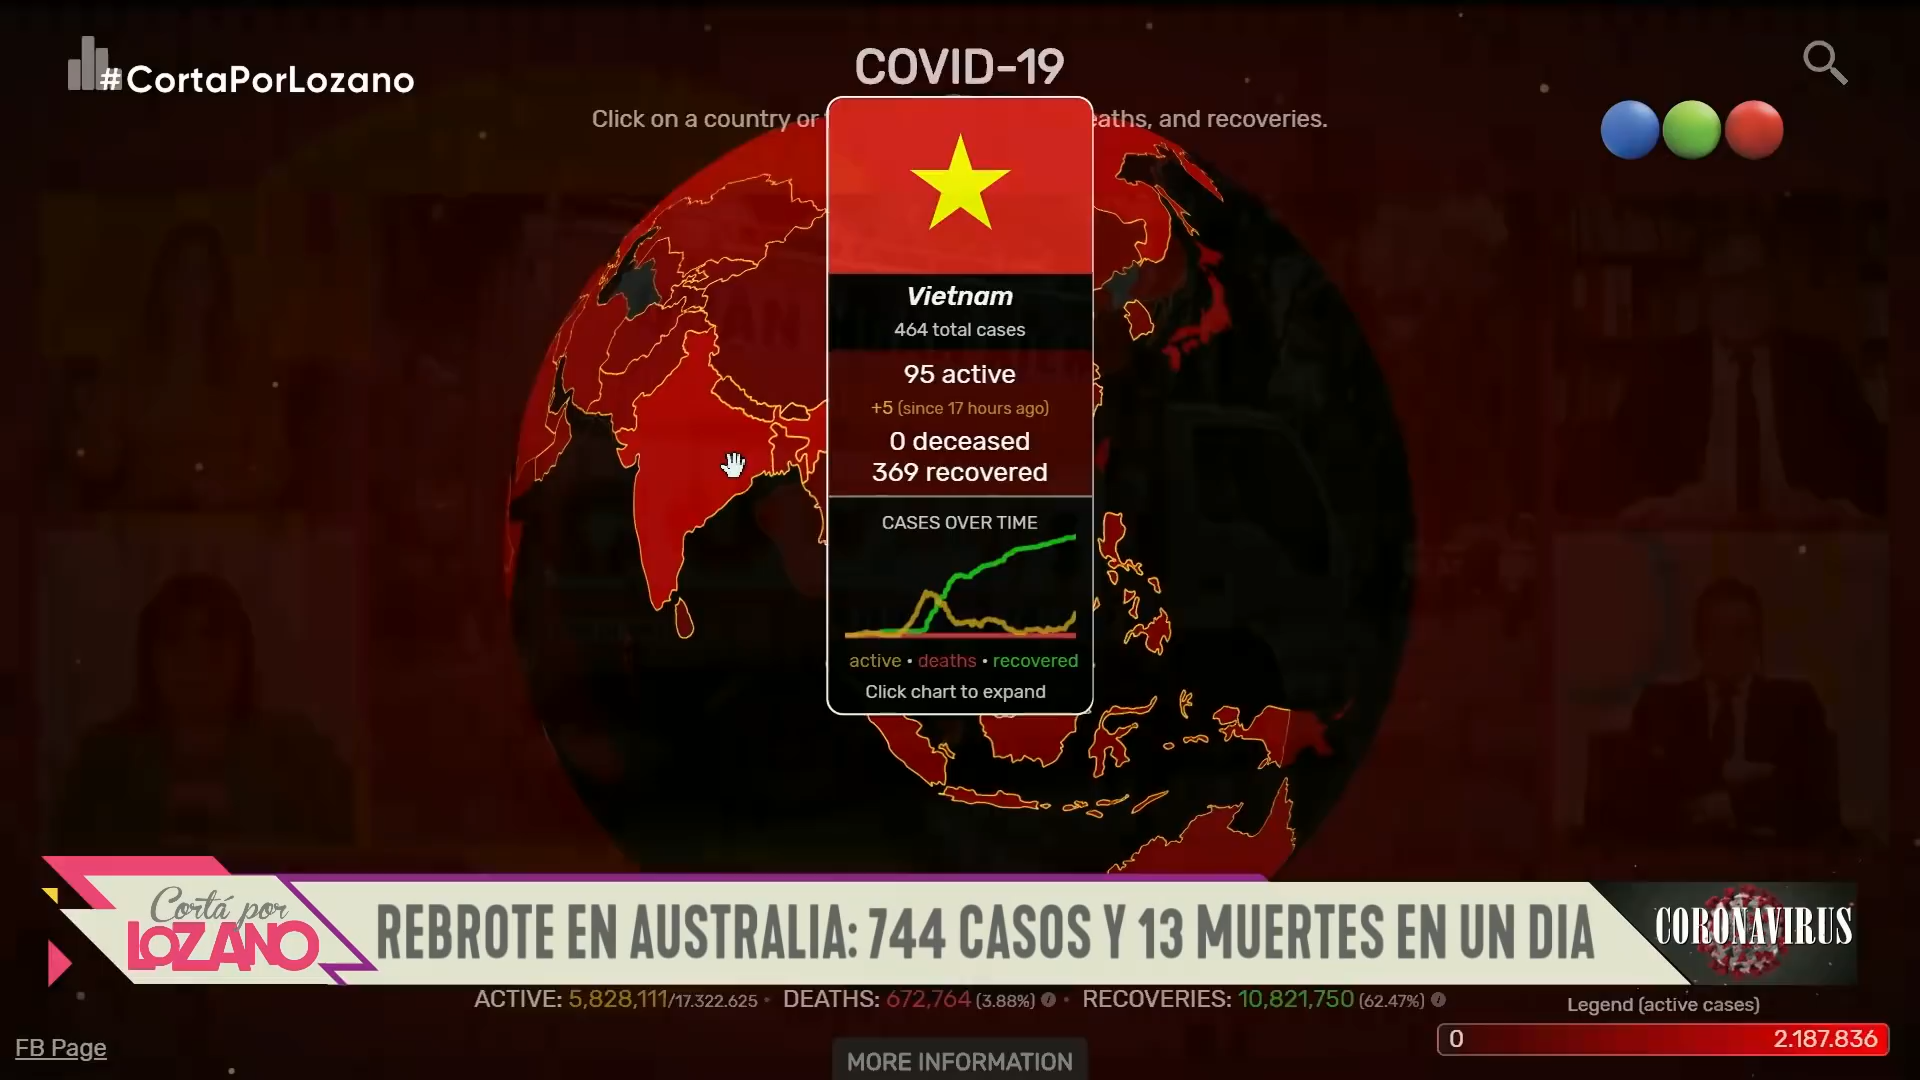 #CortaPorLozano
COVID-19
Click on a country or
eaths, and recoveries.
Vietnam
464 total cases
95 active
+5 (since 17 hours ago)
0 deceased
369 recovered
CASES OVER TIME
active • deaths • recovered
Click chart to expand
Cortá por
LOZANO
REBROTE EN AUSTRALIA: 744 CASOS Y 13 MUERTES EN UN DIA
CORONAVIRUS
ACTIVE: 5,828,111/17.322.625 • DEATHS: 672,764 (3.88%) • RECOVERIES: 10,821,750 (62.47%)
Legend (active cases)
0 2.187.836
FB Page
MORE INFORMATION